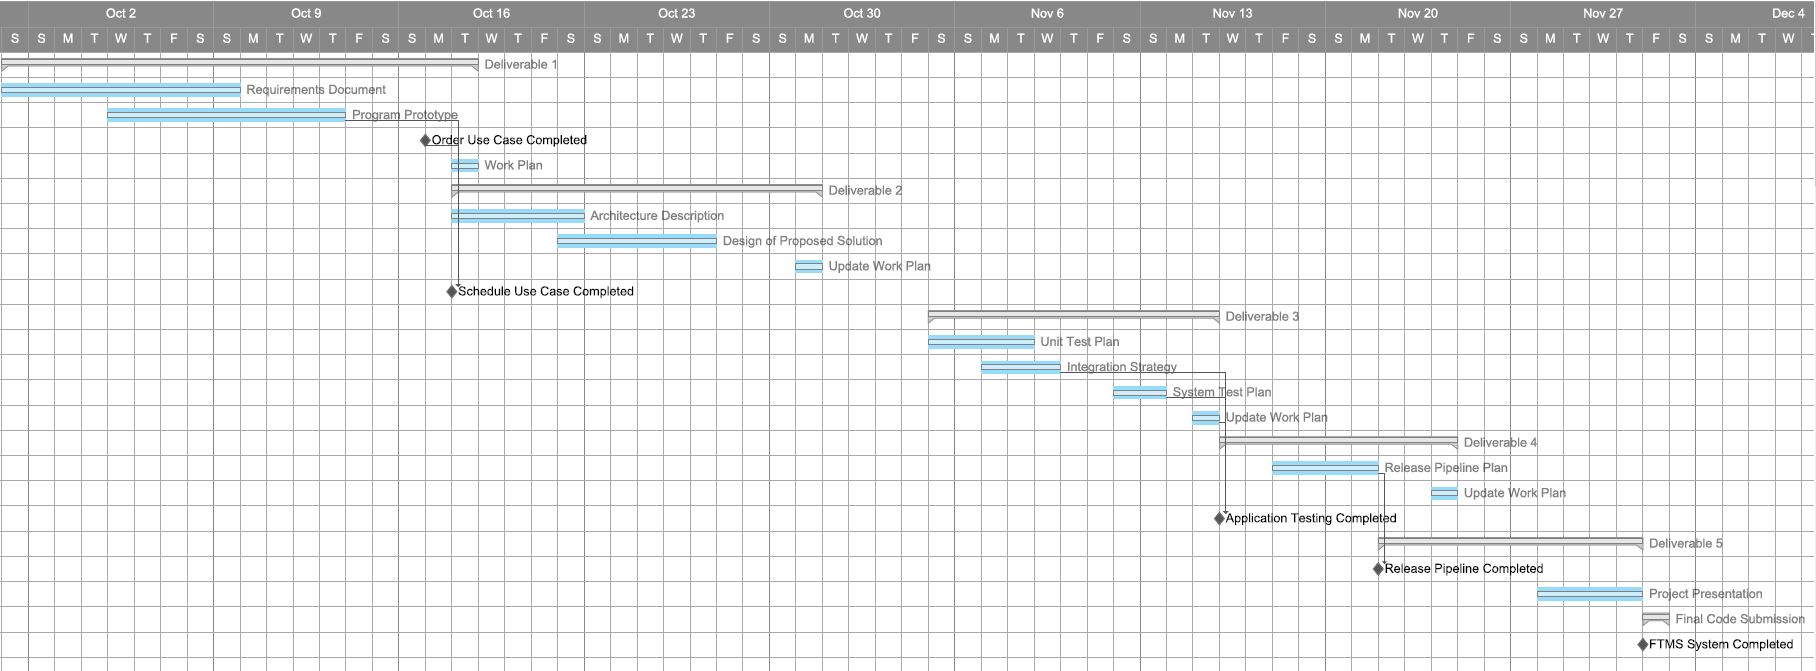 Oct 2 Oct 9 Oct 16 Oct 23 Oct 30 Nov 6 Nov 13 Nov 20 Nov 27 Dec 4
S S M T W T F S S M T W T F S S M T W T F S S M T W T F S S M T W T F S S M T W T F S S M T W T F S S M T W T F S S M T W T F S S M T W
Deliverable 1
Requirements Document
Program Prototype
Order Use Case Completed
Work Plan
Deliverable 2
Architecture Description
Design of Proposed Solution
Update Work Plan
Schedule Use Case Completed
Deliverable 3
Unit Test Plan
Integration Strategy
System Test Plan
Update Work Plan
Deliverable 4
Release Pipeline Plan
Update Work Plan
Application Testing Completed
Deliverable 5
Release Pipeline Completed
Project Presentation
Final Code Submission
FTMS System Completed